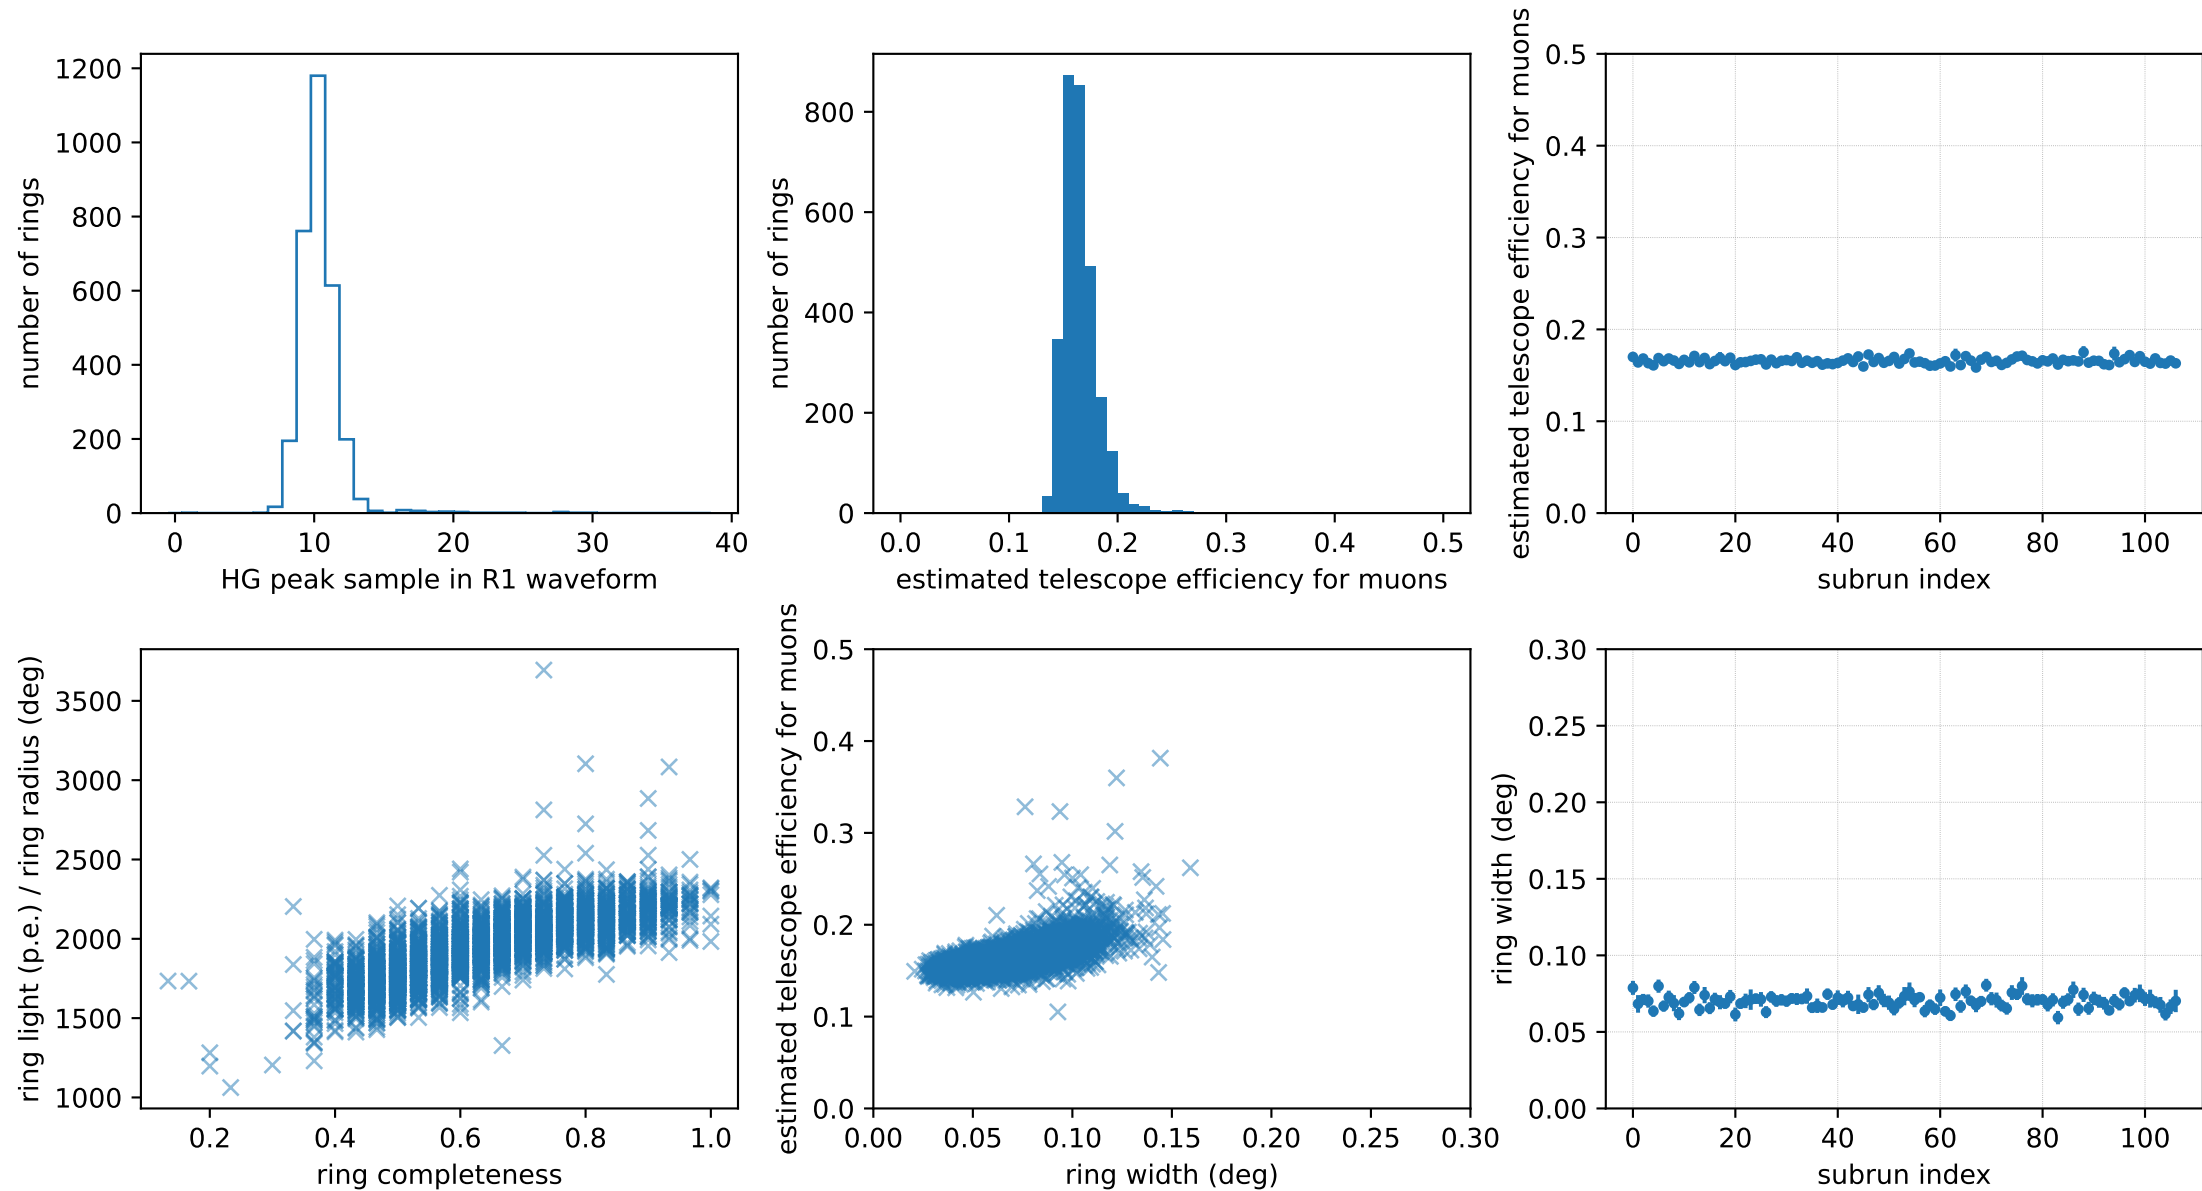 number of rings
1200
1000
800
600
400
200
0
0 10 20 30 40
HG peak sample in R1 waveform
number of rings
800
600
400
200
0
0.0 0.1 0.2 0.3 0.4 0.5
estimated telescope efficiency for muons
estimated telescope efficiency for muons
0.5
0.4
0.3
0.2
0.1
0.0
0 20 40 60 80 100
subrun index
ring light (p.e.) / ring radius (deg)
3500
3000
2500
2000
1500
1000
0.2 0.4 0.6 0.8 1.0
ring completeness
estimated telescope efficiency for muons
0.5
0.4
0.3
0.2
0.1
0.0
0.00 0.05 0.10 0.15 0.20 0.25 0.30
ring width (deg)
ring width (deg)
0.30
0.25
0.20
0.15
0.10
0.05
0.00
0 20 40 60 80 100
subrun index